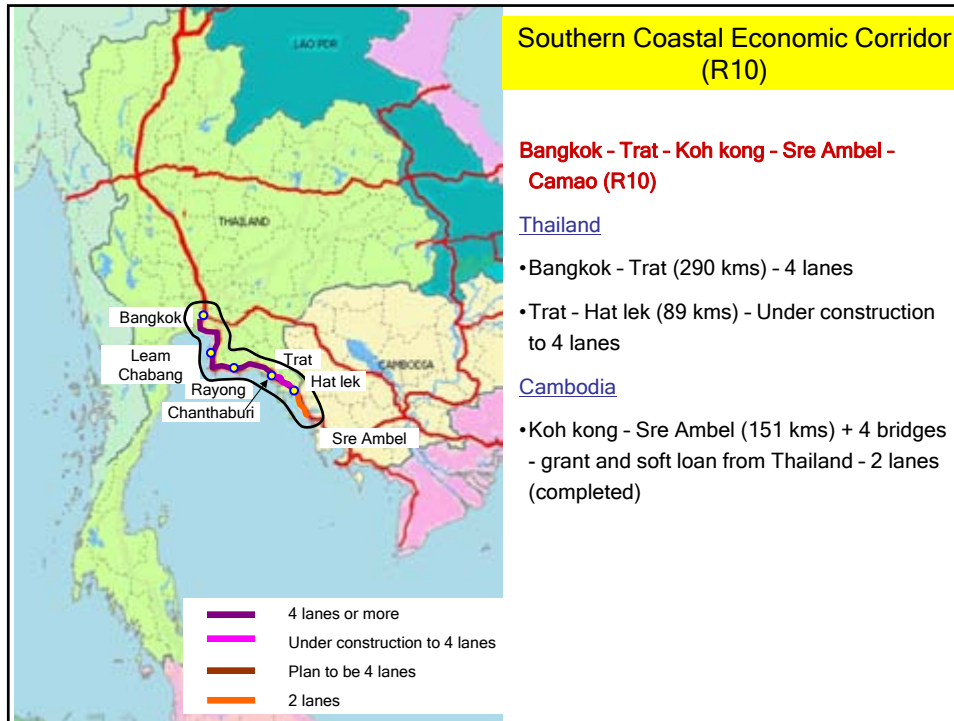 Southern Coastal Economic Corridor
(R10)
Bangkok - Trat - Koh kong - Sre Ambel -
Camao (R10)
Thailand
•Bangkok - Trat (290 kms) - 4 lanes
•Trat - Hat lek (89 kms) - Under construction
to 4 lanes
Cambodia
•Koh kong - Sre Ambel (151 kms) + 4 bridges
- grant and soft loan from Thailand - 2 lanes
(completed)
LAO PDR
THAILAND
CAMBODIA
Bangkok
Leam
Chabang
Rayong
Chanthaburi
Trat
Hat lek
Sre Ambel
4 lanes or more
Under construction to 4 lanes
Plan to be 4 lanes
2 lanes